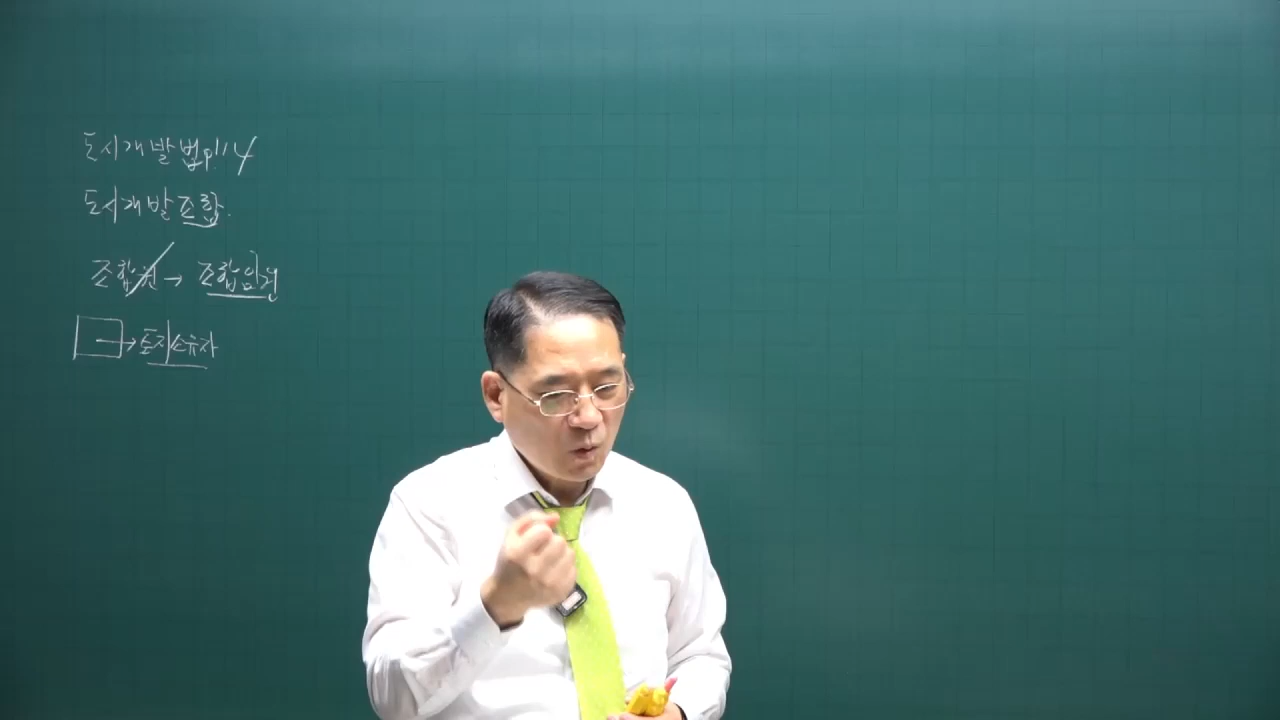 도시개발법 p.114
도시개발조합.
조합원 → 조합임원
→ 토지소유자